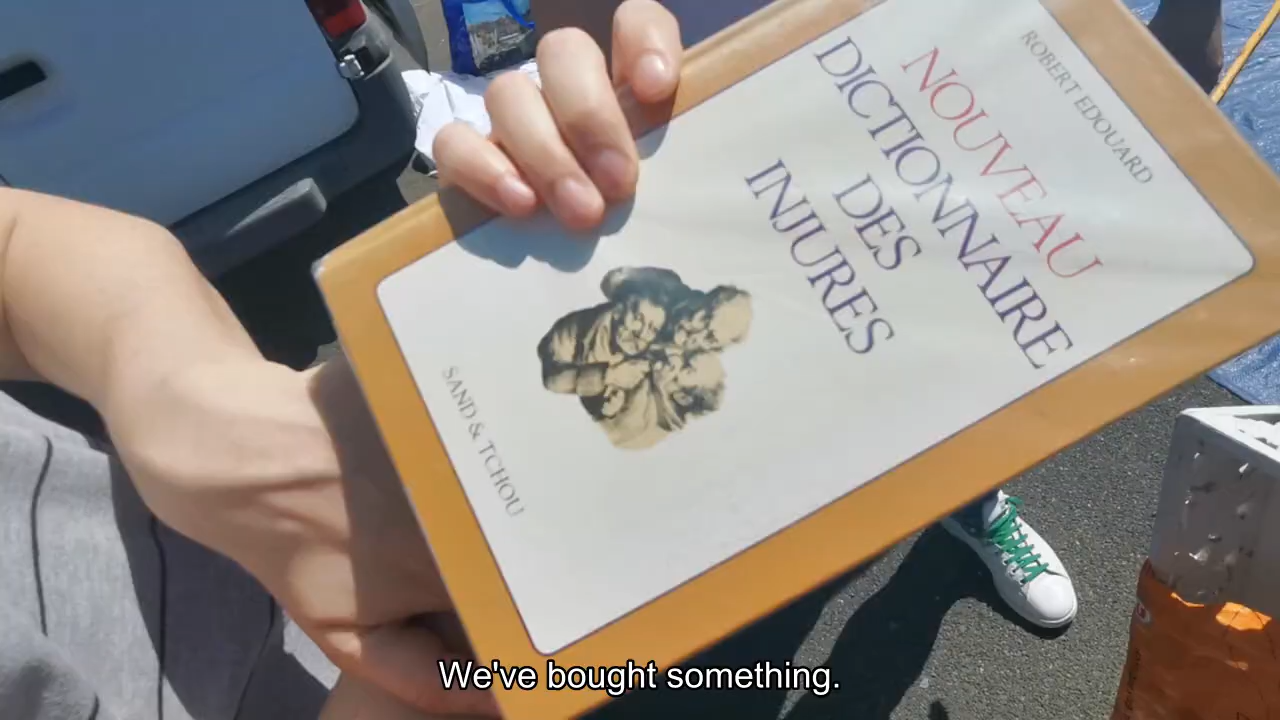 ROBERT EDOUARD
NOUVEAU
DICTIONNAIRE
DES
INJURES
SAND & TCHOU
We've bought something.